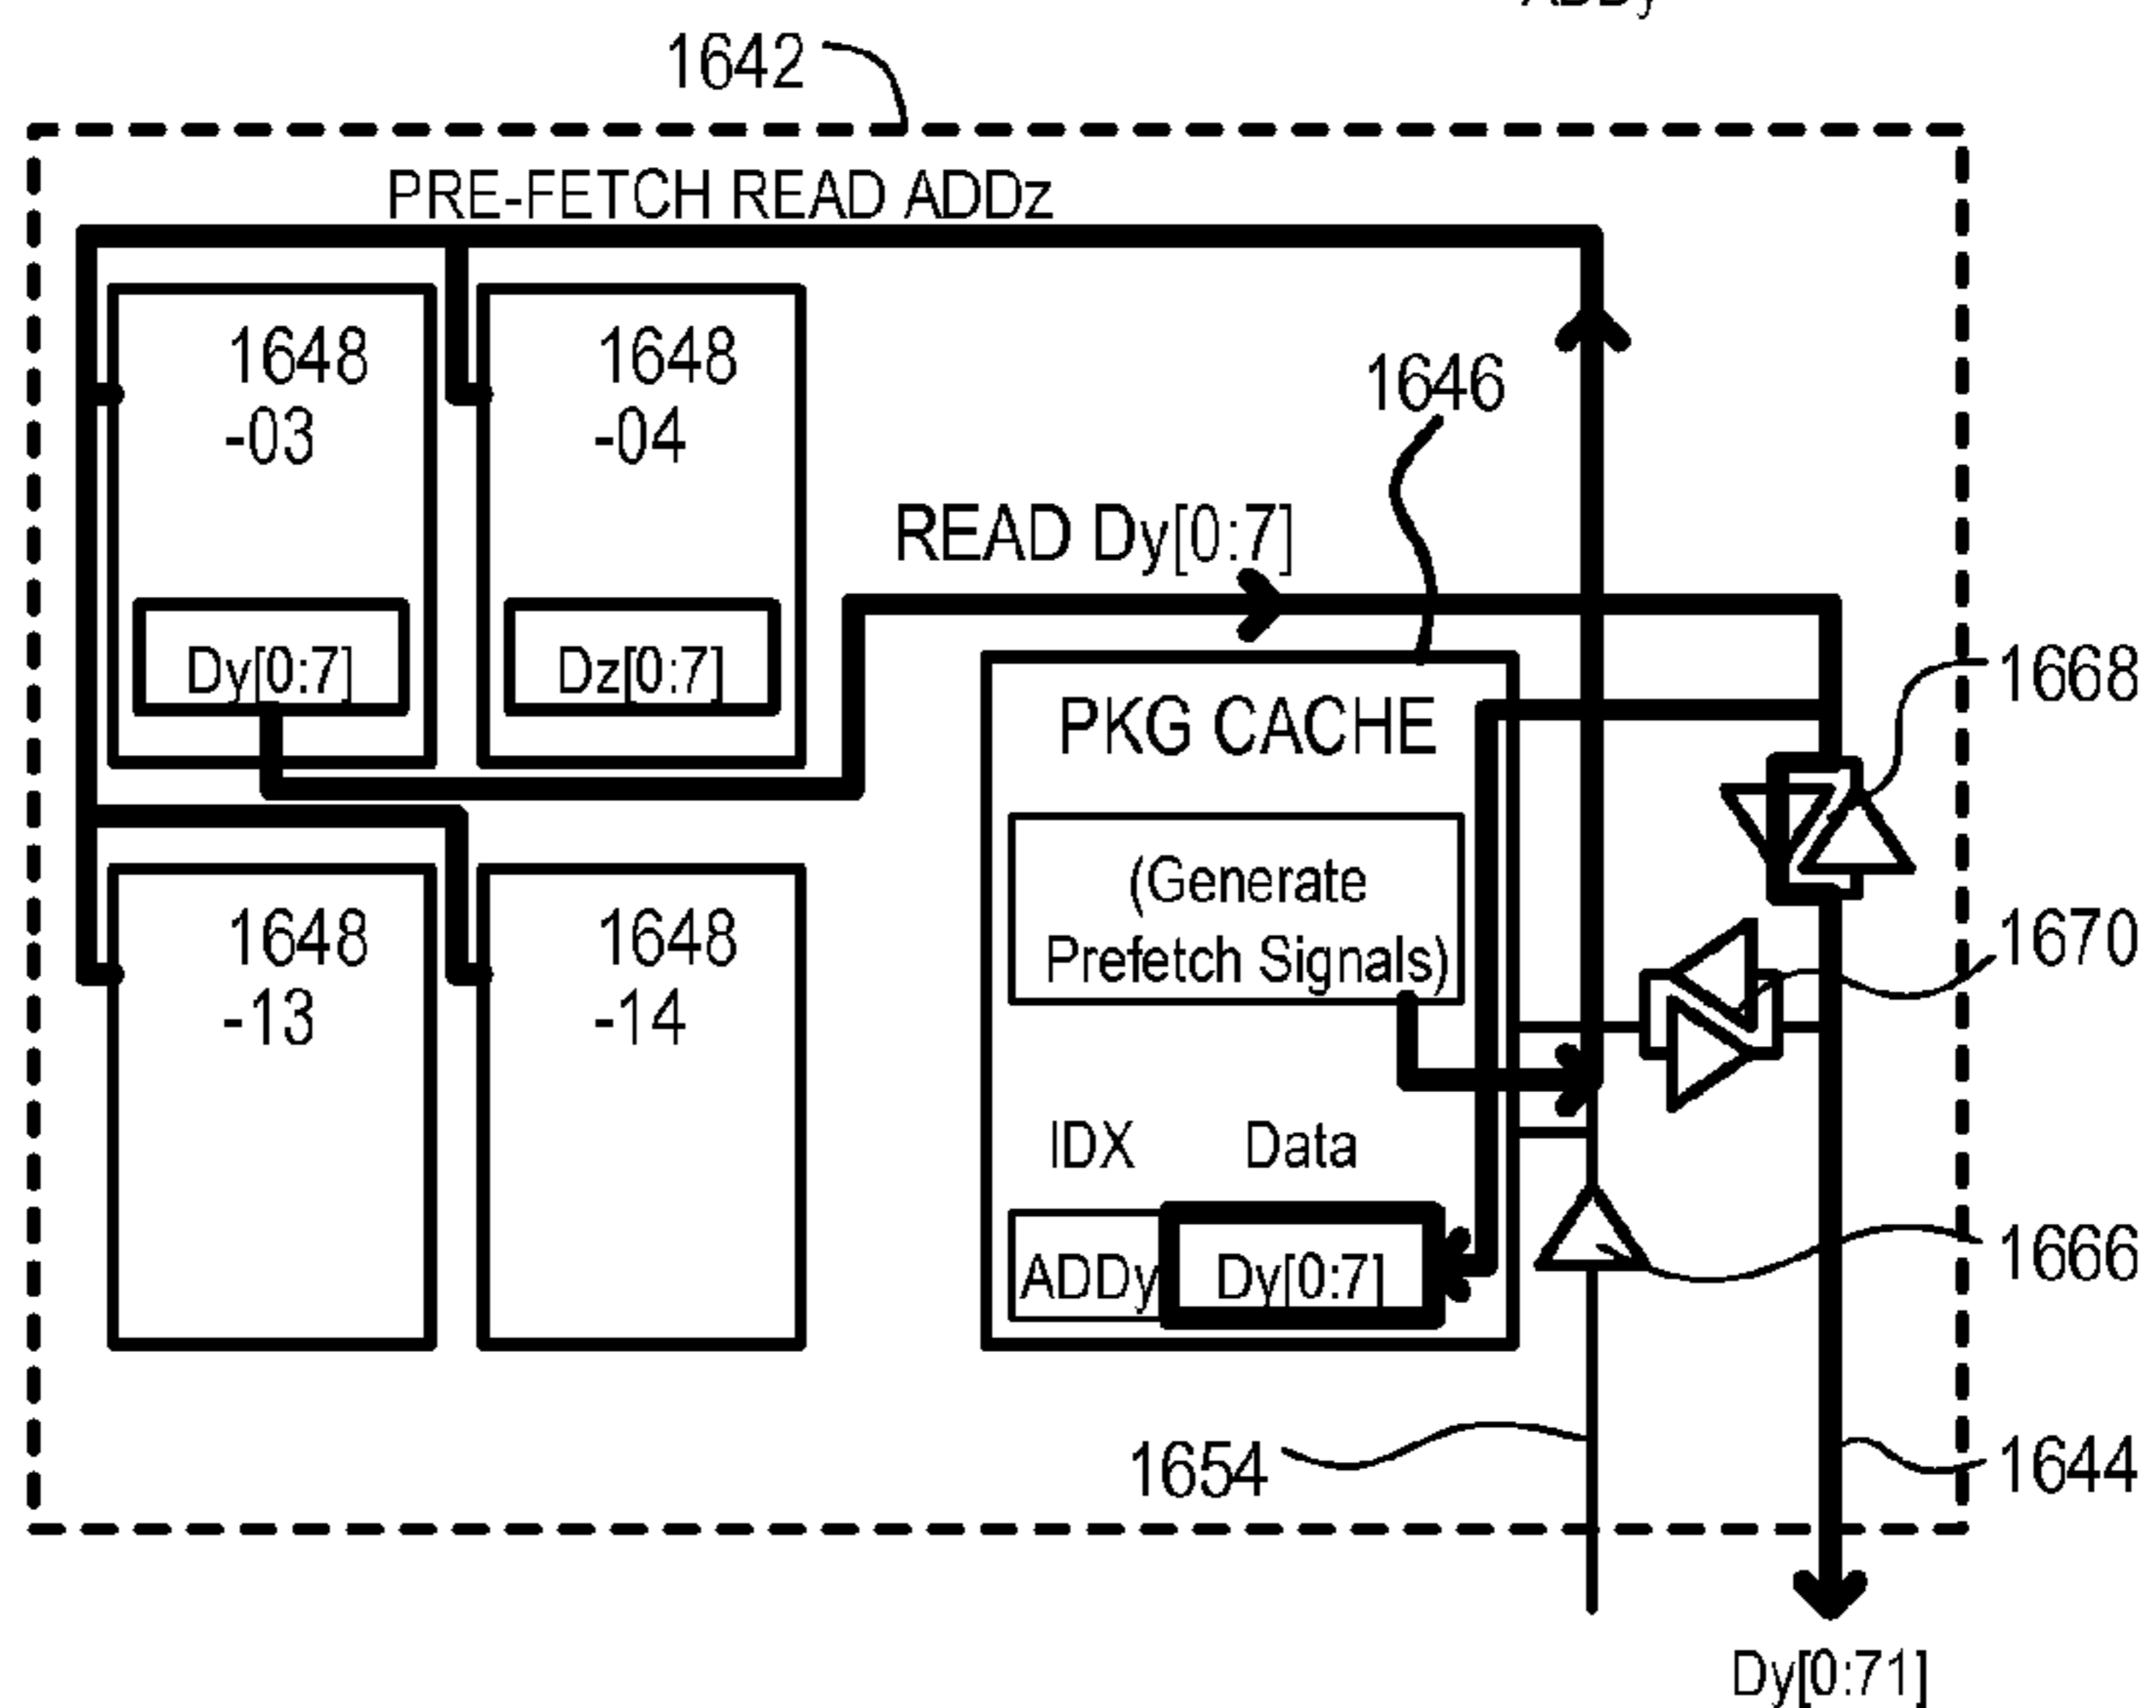 ADDy
1642
PRE-FETCH READ ADDz
1648
-03
1648
-04
1646
READ Dy[0:7]
Dy[0:7]
Dz[0:7]
1668
PKG CACHE
(Generate
Prefetch Signals)
1670
1648
-13
1648
-14
IDX
Data
ADDy
Dy[0:7]
1666
1654
1644
Dy[0:71]